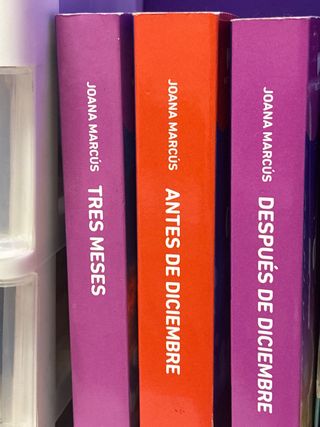 JOANA MARCÚS TRES MESES
JOANA MARCÚS ANTES DE DICIEMBRE
JOANA MARCÚS DESPUÉS DE DICIEMBRE